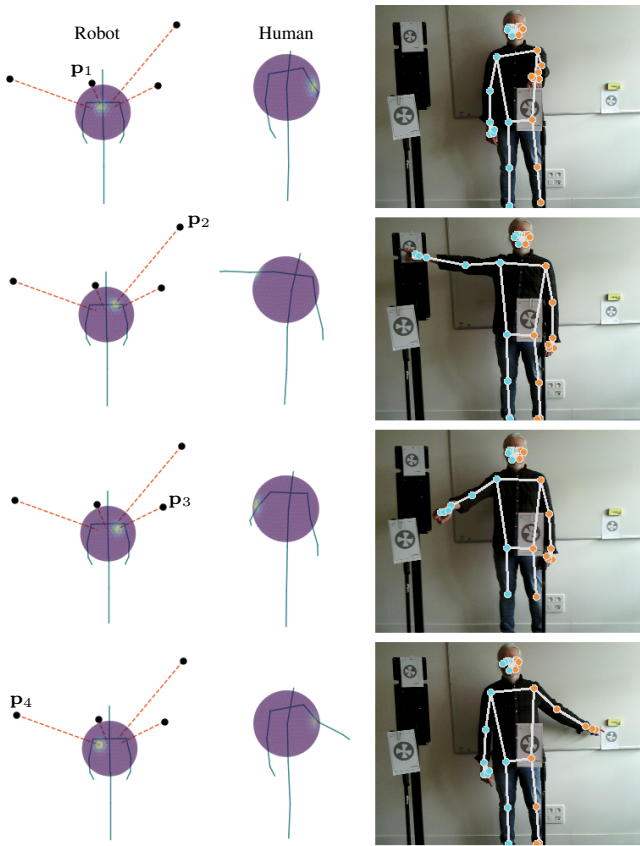 Robot
Human
𝐩₁
𝐩₂
𝐩₃
𝐩₄